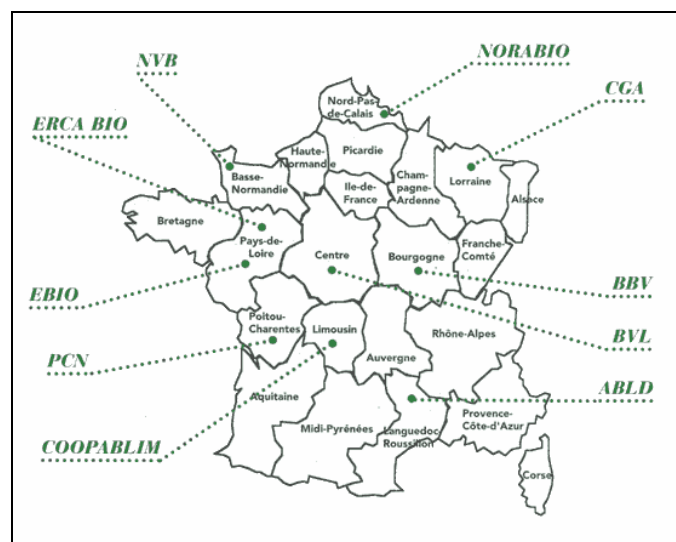 NVB
NORABIO
CGA
ERCA BIO
Nord-Pas-
de-Calais
Haute-
Normandie
Picardie
Cham-
pagne-
Ardenne
Basse-
Normandie
Ile-de-
France
Lorraine
Alsace
Bretagne
Pays-de-
Loire
Centre
Bourgogne
Franche-
Comté
EBIO
BBV
Poitou-
Charentes
Limousin
Auvergne
Rhône-Alpes
BVL
PCN
ABLD
Aquitaine
Midi-Pyrénées
Languedoc-
Roussillon
Provence-
Côte-d'Azur
COOPABLIM
Corse